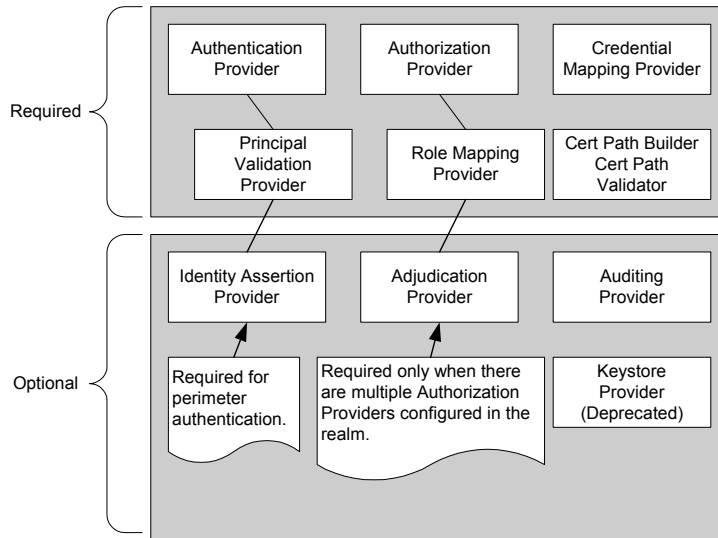 Required
Authentication
Provider
Authorization
Provider
Credential
Mapping Provider
Principal
Validation
Provider
Role Mapping
Provider
Cert Path Builder
Cert Path
Validator
Optional
Identity Assertion
Provider
Adjudication
Provider
Auditing
Provider
Required for
perimeter
authentication.
Required only when there
are multiple Authorization
Providers configured in the
realm.
Keystore
Provider
(Deprecated)